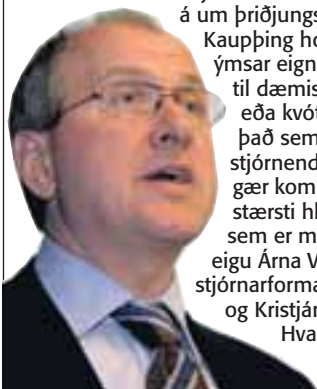 á um þriðjungs
Kaupþing ho
ýmsar eign
til dæmis
eða kvót
það sem
stjórnend
gær kom
stærsti hl
sem er m
eigu Árna V
stjórnarforma
og Kristján
Hva